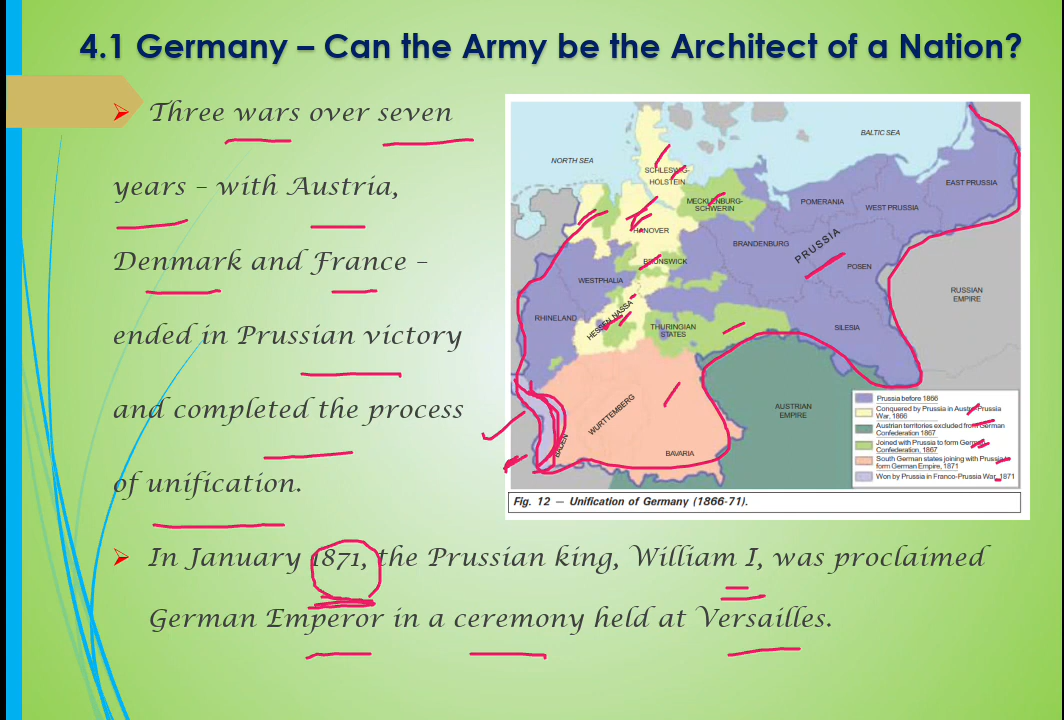 4.1 Germany – Can the Army be the Architect of a Nation?
Three wars over seven
years – with Austria,
Denmark and France –
ended in Prussian victory
and completed the process
of unification.
In January 1871, the Prussian king, William I, was proclaimed
German Emperor in a ceremony held at Versailles.
BALTIC SEA
NORTH SEA
SCHLESWIG-
HOLSTEIN
EAST PRUSSIA
MECKLENBURG-
SCHWERIN
POMERANIA
WEST PRUSSIA
HANOVER
BRANDENBURG
PRUSSIA
BRUNSWICK
POSEN
WESTPHALIA
RUSSIAN
EMPIRE
RHINELAND
HESSEN NASSA
THURINGIAN
STATES
SILESIA
AUSTRIAN
EMPIRE
WURTTEMBERG
BADEN
BAVARIA
Prussia before 1866
Conquered by Prussia in Austro-Prussia
War, 1866
Austrian territories excluded from German
Confederation 1867
Joined with Prussia to form German
Confederation, 1867
South German states joining with Prussia to
form German Empire, 1871
Won by Prussia in Franco-Prussia War, 1871
Fig. 12 — Unification of Germany (1866-71).